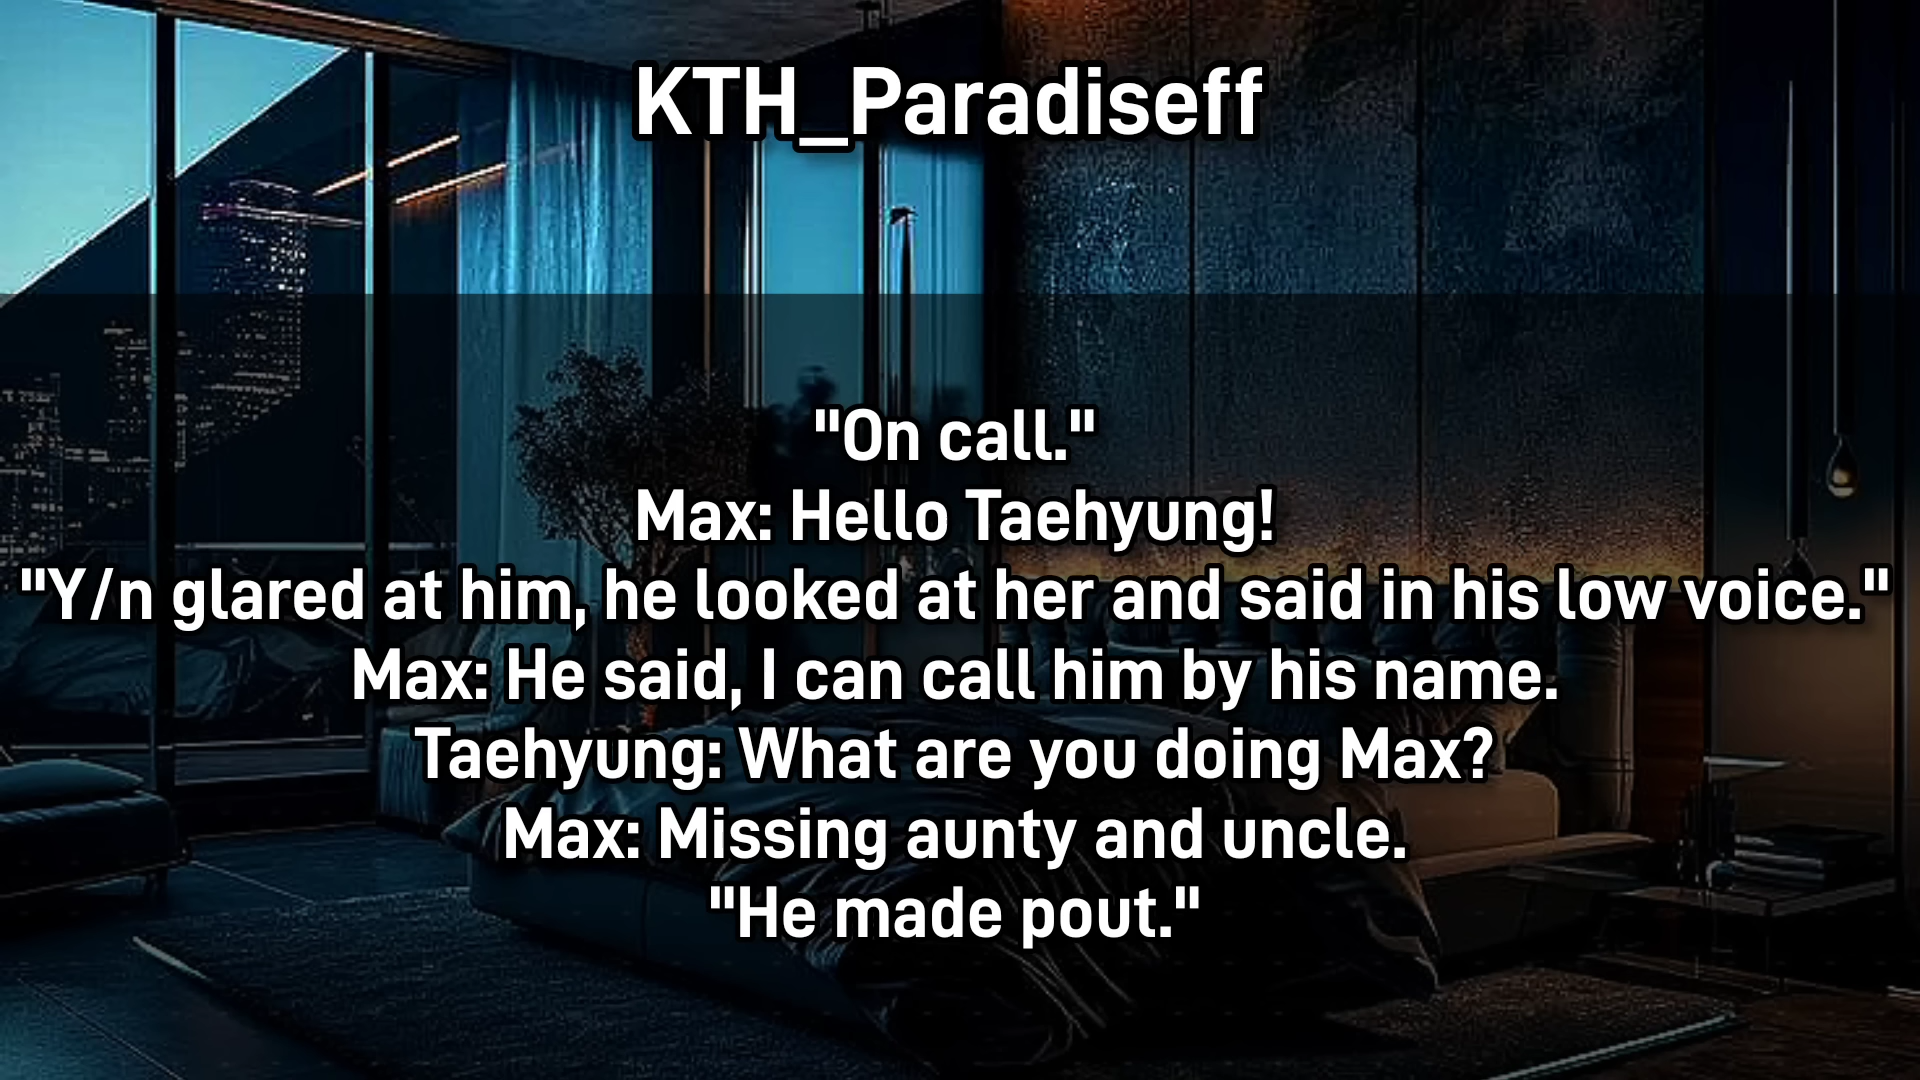 KTH_Paradiseff
"On call."
Max: Hello Taehyung!
"Y/n glared at him, he looked at her and said in his low voice."
Max: He said, I can call him by his name.
Taehyung: What are you doing Max?
Max: Missing aunty and uncle.
"He made pout."